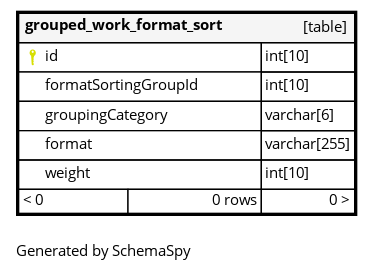 grouped_work_format_sort [table]
id int[10]
formatSortingGroupId int[10]
groupingCategory varchar[6]
format varchar[255]
weight int[10]
< 0 0 rows 0 >
Generated by SchemaSpy